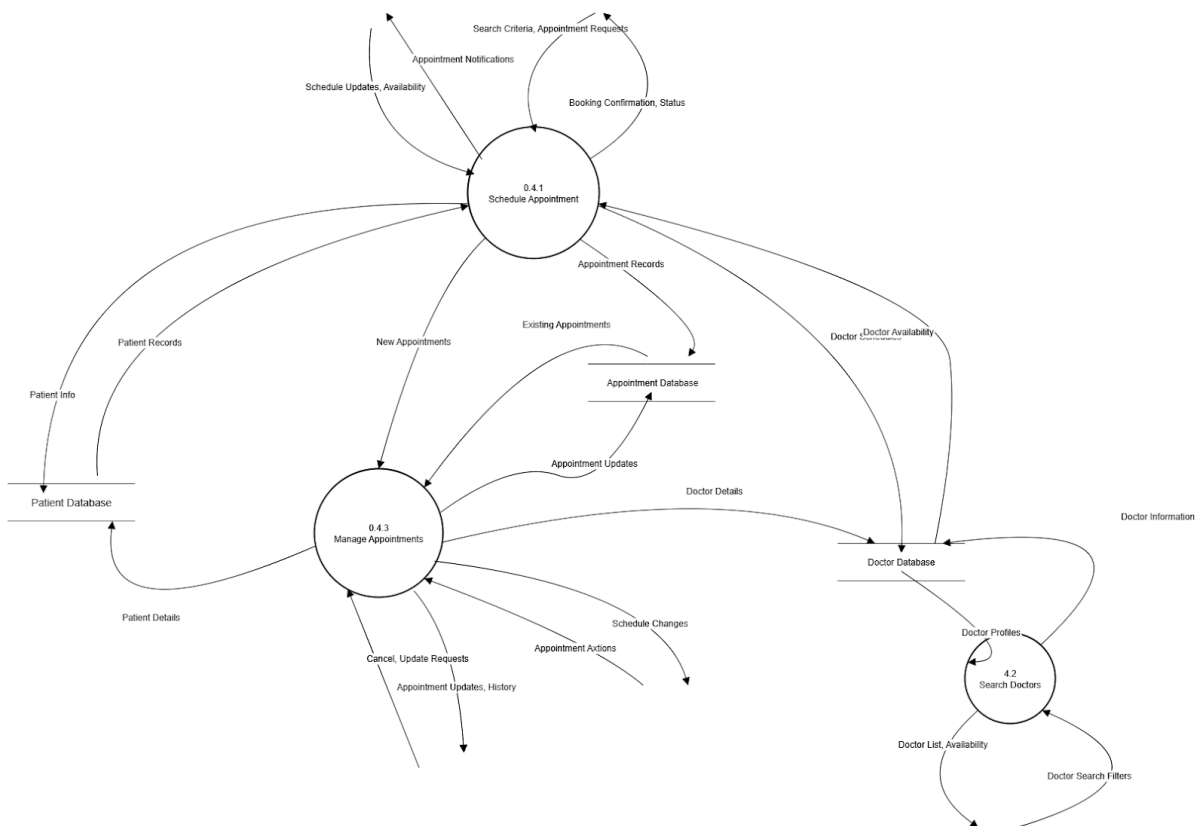 Search Criteria, Appointment Requests
Appointment Notifications
Schedule Updates, Availability
Booking Confirmation, Status
0.4.1
Schedule Appointment
Appointment Records
Existing Appointments
Doctor Schedules
Doctor Availability
New Appointments
Patient Records
Appointment Database
Patient Info
Appointment Updates
Doctor Details
Patient Database
Doctor Information
0.4.3
Manage Appointments
Doctor Database
Patient Details
Schedule Changes
Doctor Profiles
Appointment Axtions
Cancel, Update Requests
4.2
Search Doctors
Appointment Updates, History
Doctor List, Availability
Doctor Search Filters